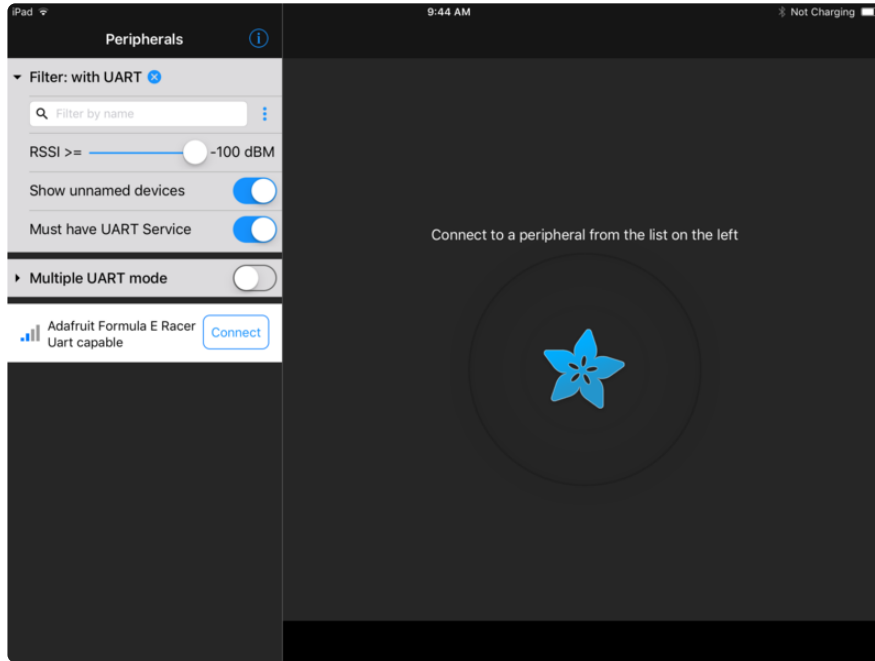 iPad
9:44 AM
Not Charging
Peripherals
Filter: with UART
Filter by name
RSSI >=
-100 dBM
Show unnamed devices
Must have UART Service
Multiple UART mode
Adafruit Formula E Racer
Uart capable
Connect
Connect to a peripheral from the list on the left